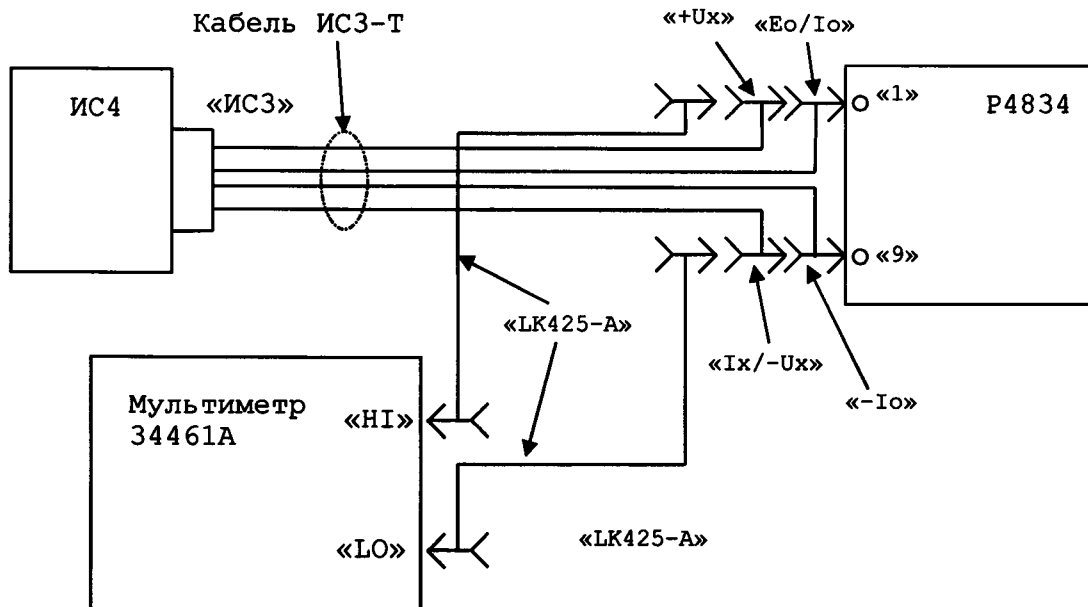 Кабель ИС3-Т
«+Ux»
«Eo/Io»
ИС4
«ИС3»
«1»
Р4834
«9»
«LK425-A»
«Ix/-Ux»
«-Io»
Мультиметр
34461А
«HI»
«LO»
«LK425-A»